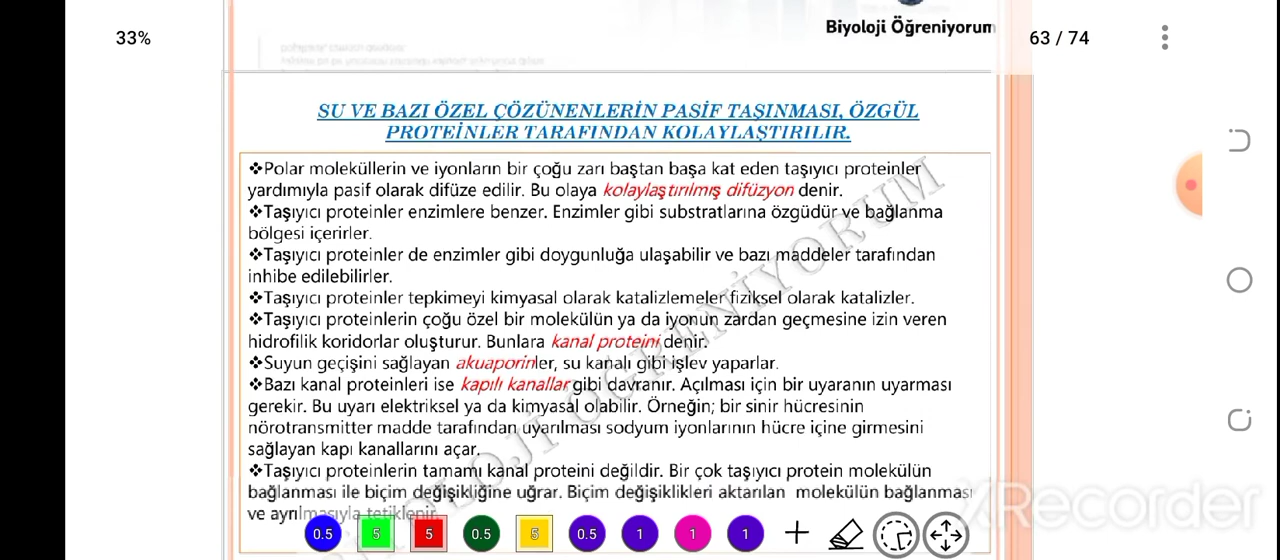 Biyoloji Öğreniyorum
33%
63 / 74
SU VE BAZI ÖZEL ÇÖZÜNENLERİN PASİF TAŞINMASI, ÖZGÜL
PROTEİNLER TARAFINDAN KOLAYLAŞTIRILIR.
❖Polar moleküllerin ve iyonların bir çoğu zarı baştan başa kat eden taşıyıcı proteinler
yardımıyla pasif olarak difüze edilir. Bu olaya kolaylaştırılmış difüzyon denir.
❖Taşıyıcı proteinler enzimlere benzer. Enzimler gibi substratlarına özgüdür ve bağlanma
bölgesi içerirler.
❖Taşıyıcı proteinler de enzimler gibi doygunluğa ulaşabilir ve bazı maddeler tarafından
inhibe edilebilirler.
❖Taşıyıcı proteinler tepkimeyi kimyasal olarak katalizlemeler fiziksel olarak katalizler.
❖Taşıyıcı proteinlerin çoğu özel bir molekülün ya da iyonun zardan geçmesine izin veren
hidrofilik koridorlar oluşturur. Bunlara kanal proteini denir.
❖Suyun geçişini sağlayan akuaporinler, su kanalı gibi işlev yaparlar.
❖Bazı kanal proteinleri ise kapılı kanallar gibi davranır. Açılması için bir uyaranın uyarması
gerekir. Bu uyarı elektriksel ya da kimyasal olabilir. Örneğin; bir sinir hücresinin
nörotransmitter madde tarafından uyarılması sodyum iyonlarının hücre içine girmesini
sağlayan kapı kanallarını açar.
❖Taşıyıcı proteinlerin tamamı kanal proteini değildir. Bir çok taşıyıcı protein molekülün
bağlanması ile biçim değişikliğine uğrar. Biçim değişiklikleri aktarılan molekülün bağlanması
ve ayrılmasıyla tetiklenir.
BİYOLOJİ ÖĞRENİYORUM
XRecorder
0.5 5 5 0.5 5 0.5 1 1 1